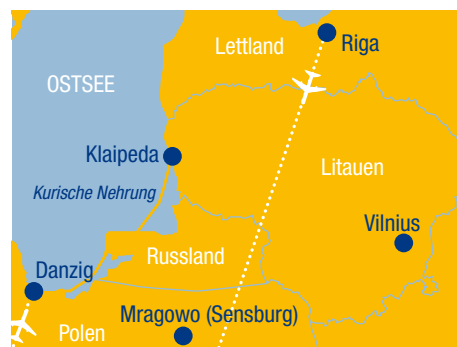 Lettland
Riga
OSTSEE
Klaipeda
Litauen
Kurische Nehrung
Vilnius
Russland
Danzig
Mragowo (Sensburg)
Polen